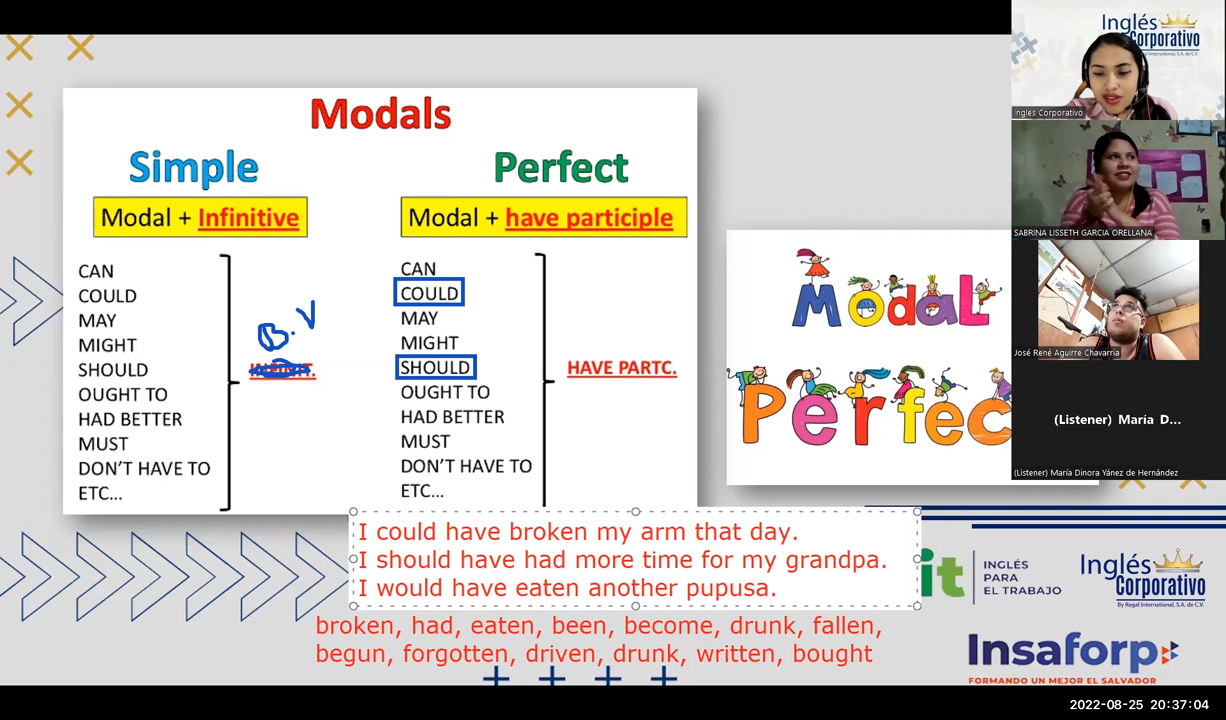 Modals
Simple
Perfect
Modal + Infinitive
Modal + have participle
CAN
COULD
MAY
MIGHT
SHOULD
OUGHT TO
HAD BETTER
MUST
DON'T HAVE TO
ETC...
B.V
CAN
COULD
MAY
MIGHT
SHOULD
OUGHT TO
HAD BETTER
MUST
DON'T HAVE TO
ETC...
HAVE PARTC.
Modal
Perfec
I could have broken my arm that day.
I should have had more time for my grandpa.
I would have eaten another pupusa.
broken, had, eaten, been, become, drunk, fallen,
begun, forgotten, driven, drunk, written, bought
Inglés
Corporativo
Ingles Corporativo
SABRINA LISSETH GARCIA ORELLANA
José René Aguirre Chavarría
(Listener) María D...
(Listener) María Dinora Yánez de Hernández
it
INGLÉS
PARA
EL TRABAJO
Inglés
Corporativo
By Regal International, S.A. de C.V.
Insaforp
FORMANDO UN MEJOR EL SALVADOR
2022-08-25 20:37:04